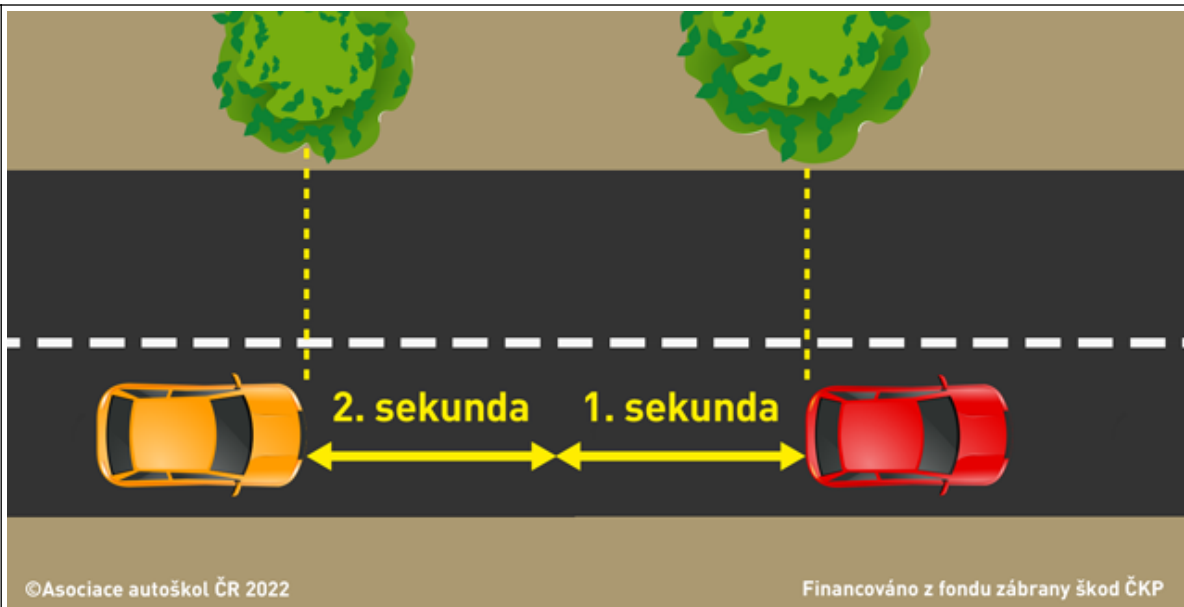 2. sekunda
1. sekunda
©Asociace autoškol ČR 2022
Financováno z fondu zábrany škod ČKP